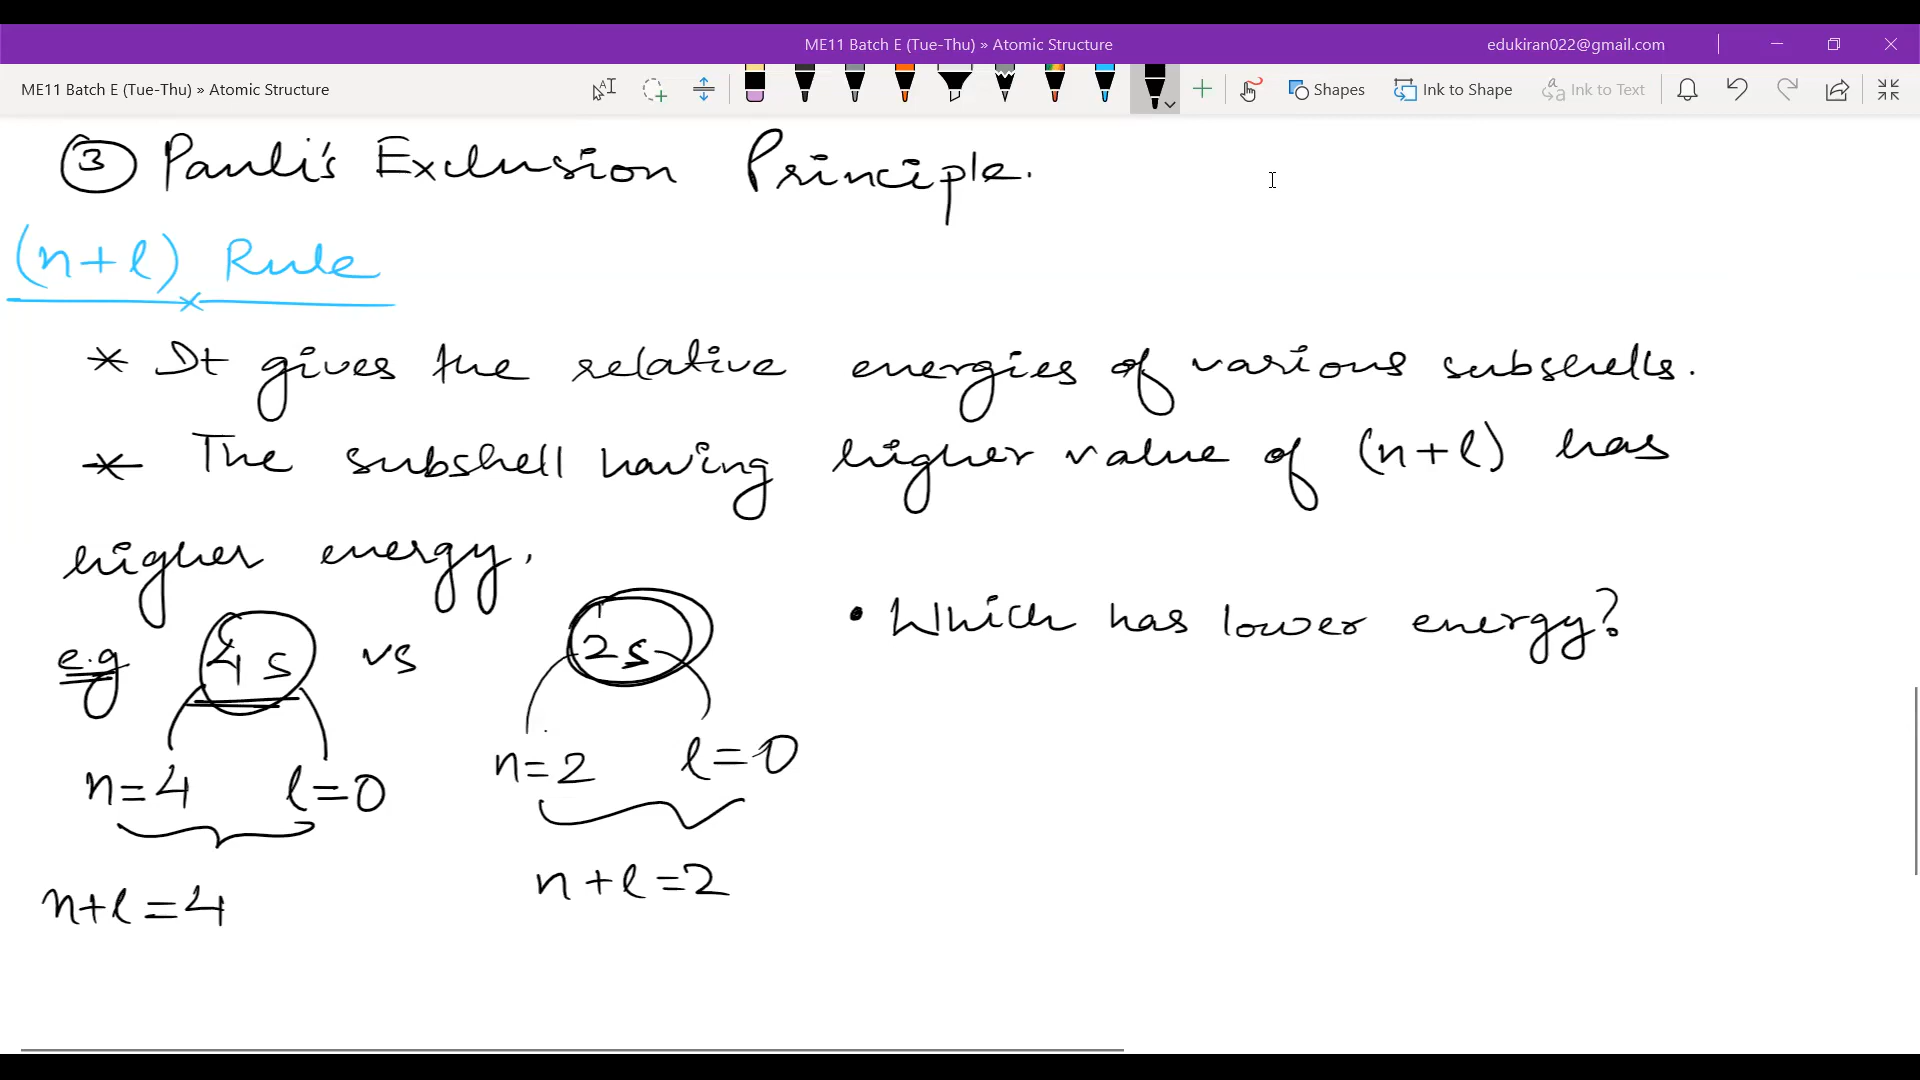 ME11 Batch E (Tue-Thu) » Atomic Structure
edukiran022@gmail.com
ME11 Batch E (Tue-Thu) » Atomic Structure
Shapes
Ink to Shape
Ink to Text
③ Pauli's Exclusion Principle.
(n+l) Rule
* It gives the relative energies of various subshells.
* The subshell having higher value of (n+l) has
higher energy.
e.g 4s vs 2s
• Which has lower energy?
n=4 l=0 n=2 l=0
n+l=4 n+l=2